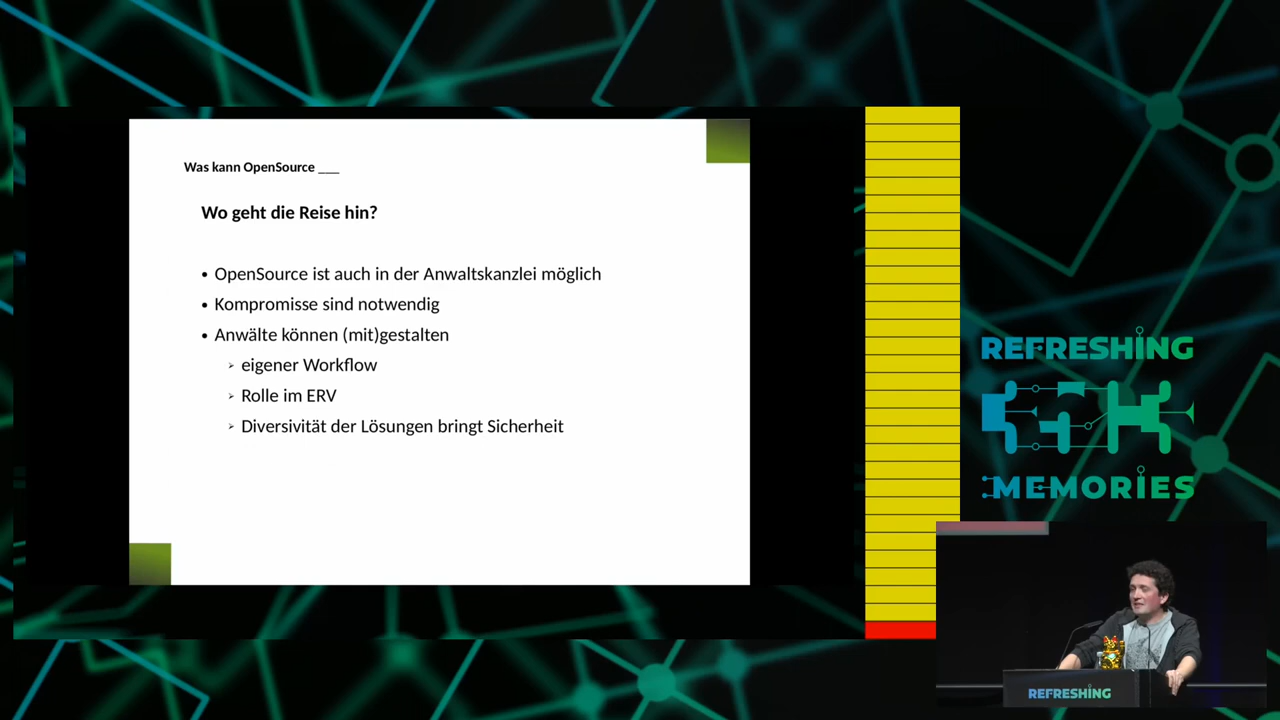 Was kann OpenSource ___
Wo geht die Reise hin?
• OpenSource ist auch in der Anwaltskanzlei möglich
• Kompromisse sind notwendig
• Anwälte können (mit)gestalten
➢ eigener Workflow
➢ Rolle im ERV
➢ Diversivität der Lösungen bringt Sicherheit
REFRESHING
MEMORIES
REFRESHING